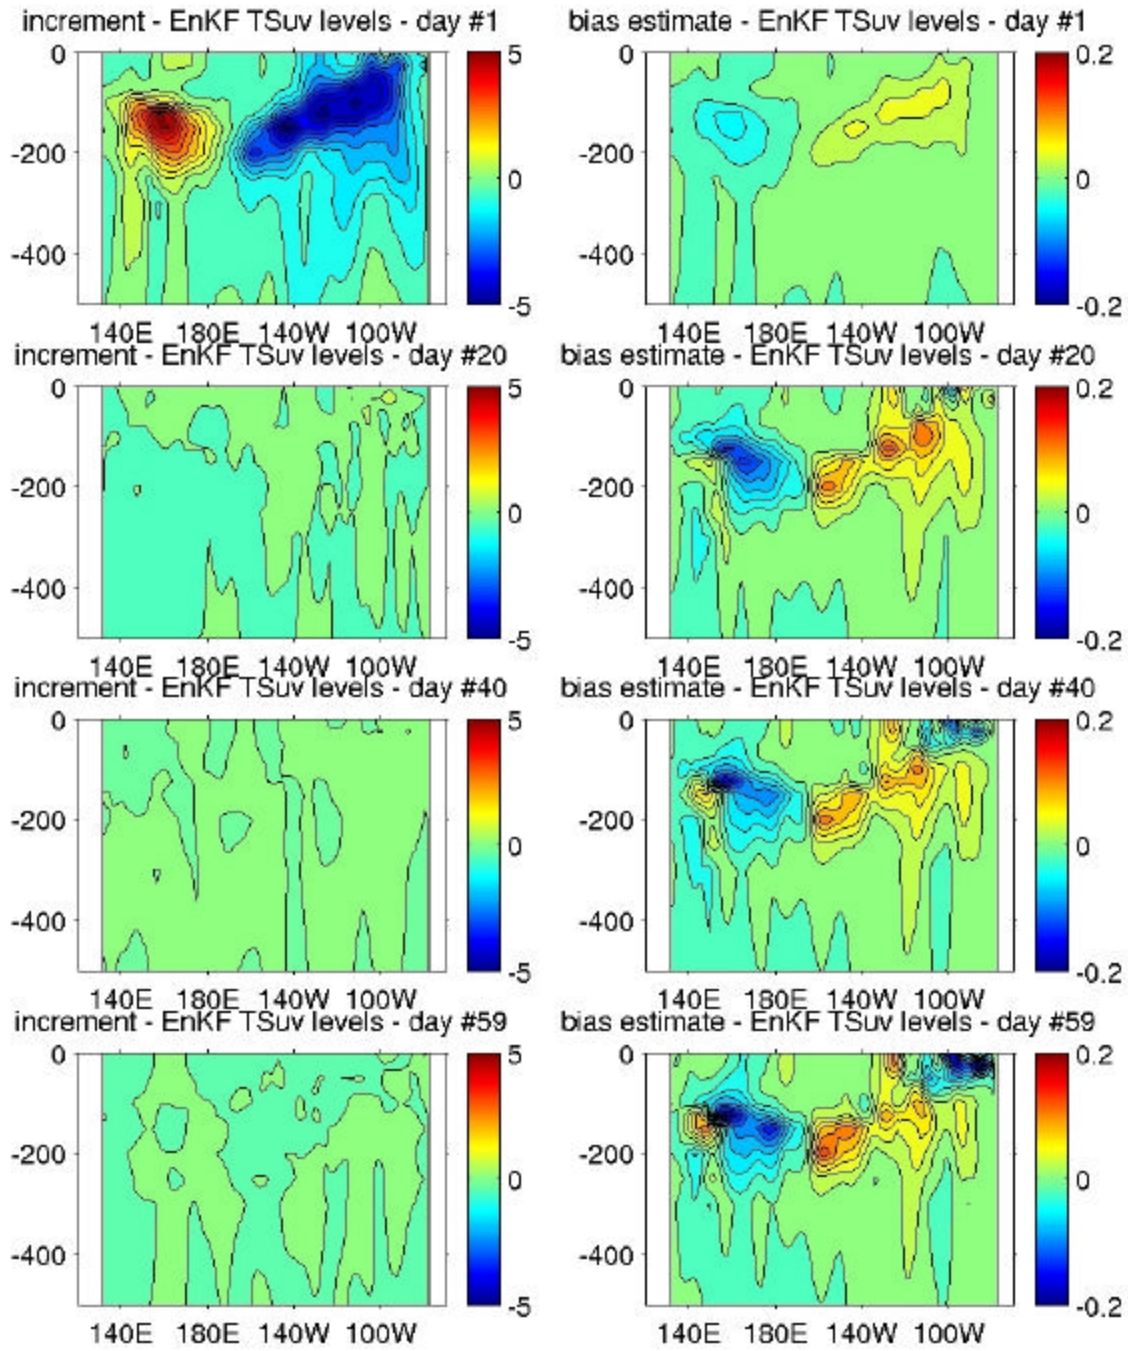 increment - EnKF TSuv levels - day #1
bias estimate - EnKF TSuv levels - day #1
0 5 0 0.2
-200 0 -200 0
-400 -400
-5 -0.2
140E 180E 140W 100W 140E 180E 140W 100W
increment - EnKF TSuv levels - day #20
bias estimate - EnKF TSuv levels - day #20
0 5 0 0.2
-200 0 -200 0
-400 -400
-5 -0.2
140E 180E 140W 100W 140E 180E 140W 100W
increment - EnKF TSuv levels - day #40
bias estimate - EnKF TSuv levels - day #40
0 5 0 0.2
-200 0 -200 0
-400 -400
-5 -0.2
140E 180E 140W 100W 140E 180E 140W 100W
increment - EnKF TSuv levels - day #59
bias estimate - EnKF TSuv levels - day #59
0 5 0 0.2
-200 0 -200 0
-400 -400
-5 -0.2
140E 180E 140W 100W 140E 180E 140W 100W